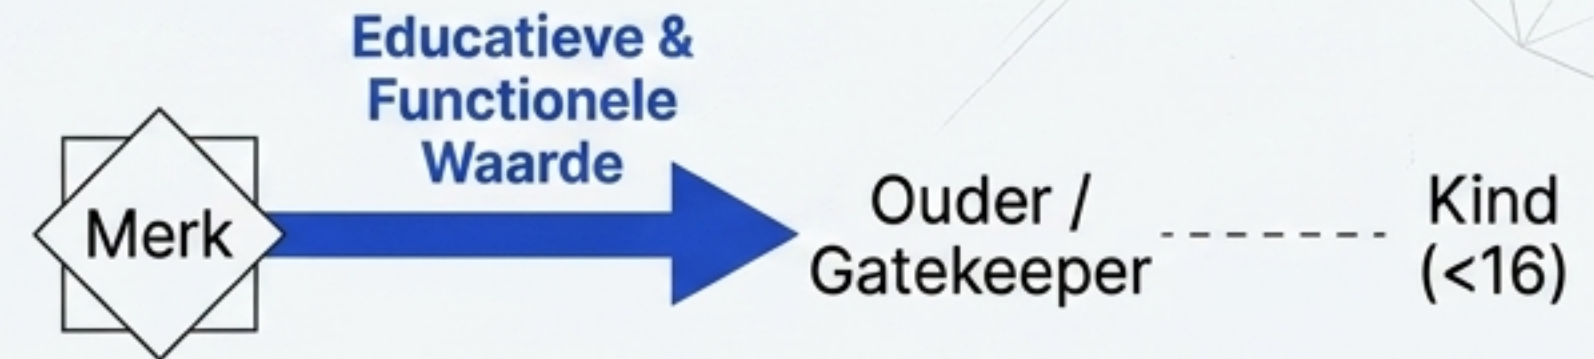 Educatieve &
Functionele
Waarde
Merk
Ouder /
Gatekeeper
Kind
(<16)